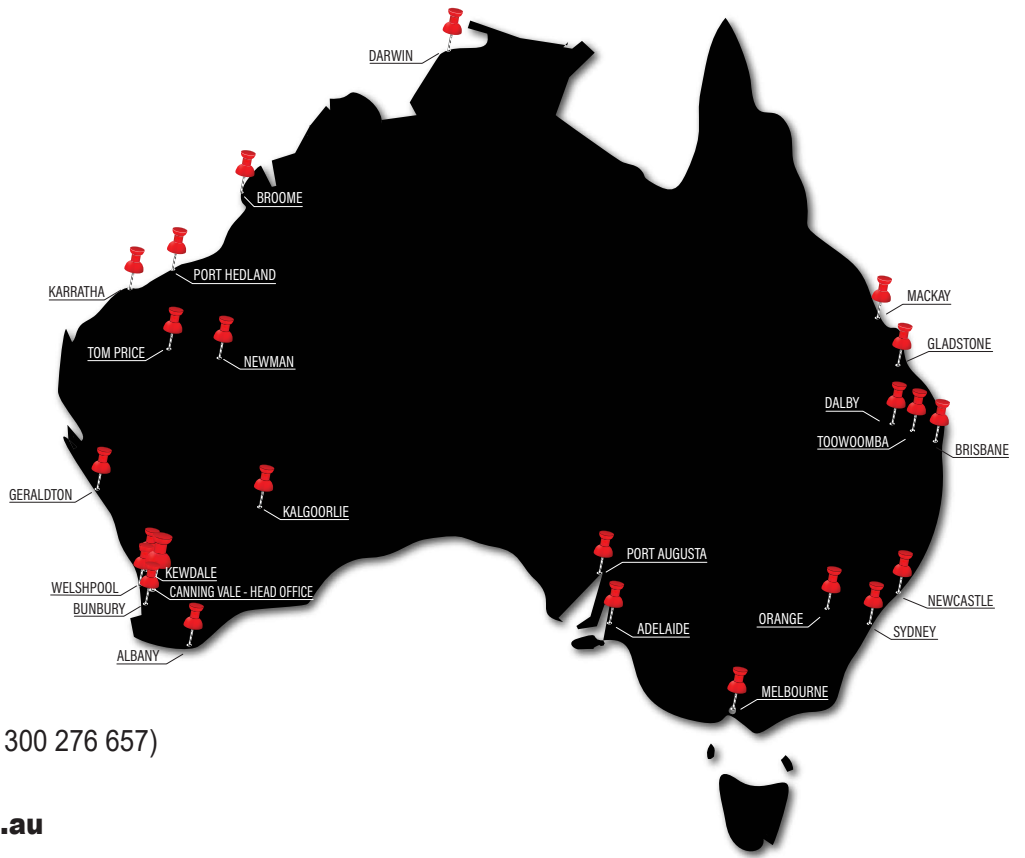 DARWIN
BROOME
PORT HEDLAND
KARRATHA
MACKAY
GLADSTONE
TOM PRICE
NEWMAN
DALBY
TOOWOOMBA
BRISBANE
GERALDTON
KALGOORLIE
PORT AUGUSTA
KEWDALE
WELSHPOOL
CANNING VALE - HEAD OFFICE
BUNBURY
NEWCASTLE
ORANGE
ADELAIDE
SYDNEY
ALBANY
MELBOURNE
300 276 657)
.au